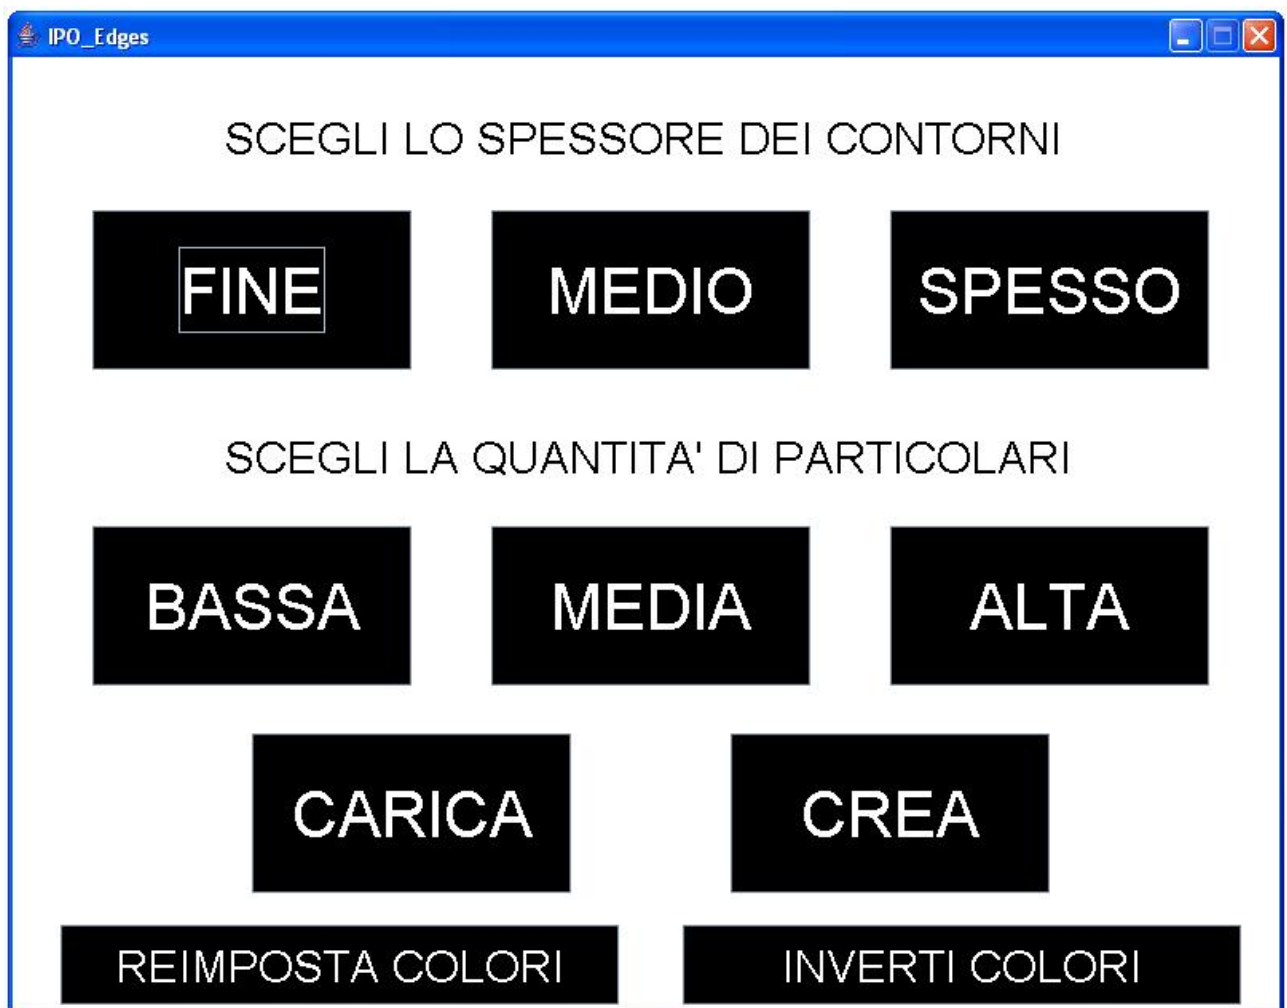 IPO_Edges
SCEGLI LO SPESSORE DEI CONTORNI
FINE MEDIO SPESSO
SCEGLI LA QUANTITA' DI PARTICOLARI
BASSA MEDIA ALTA
CARICA CREA
REIMPOSTA COLORI INVERTI COLORI